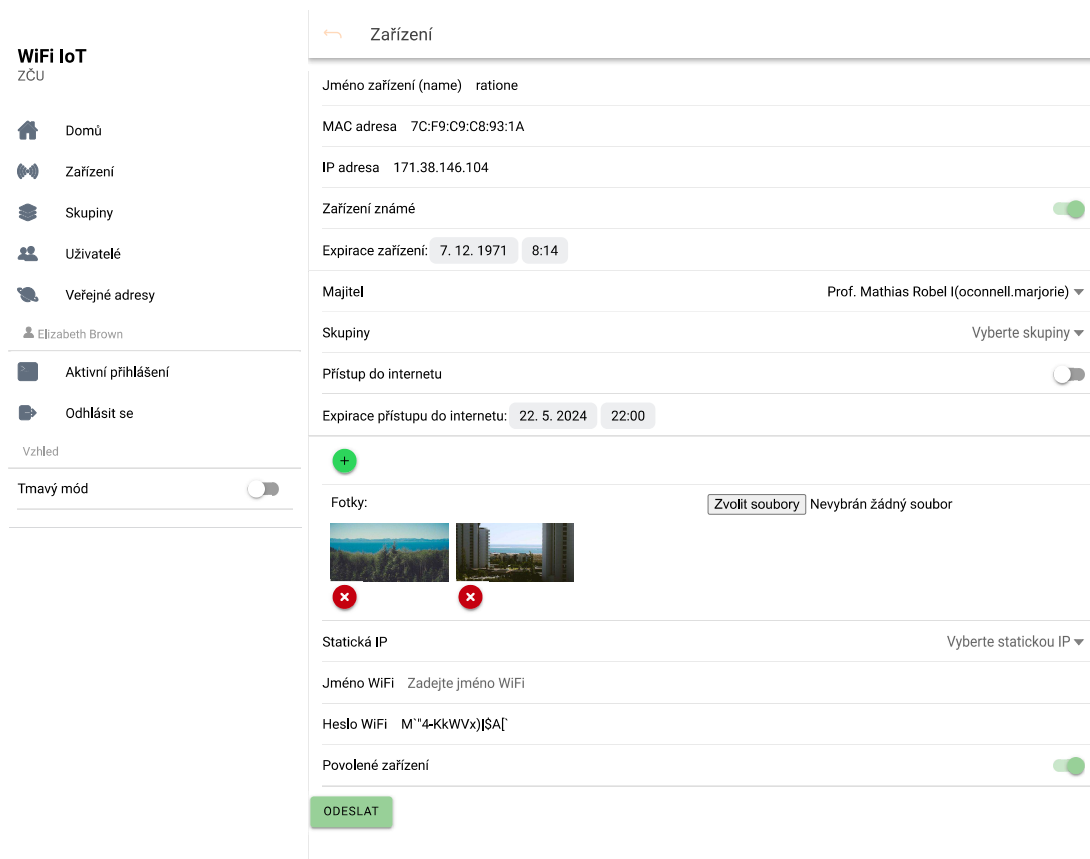 WiFi IoT
ZČU
Domů
Zařízení
Skupiny
Uživatelé
Veřejné adresy
Elizabeth Brown
Aktivní přihlášení
Odhlásit se
Vzhled
Tmavý mód
Zařízení
Jméno zařízení (name) ratione
MAC adresa 7C:F9:C9:C8:93:1A
IP adresa 171.38.146.104
Zařízení známé
Expirace zařízení: 7. 12. 1971 8:14
Majitel Prof. Mathias Robel I(oconnell.marjorie)
Skupiny Vyberte skupiny
Přístup do internetu
Expirace přístupu do internetu: 22. 5. 2024 22:00
Fotky: Zvolit soubory Nevybrán žádný soubor
Statická IP Vyberte statickou IP
Jméno WiFi Zadejte jméno WiFi
Heslo WiFi M`"4-KkWVx)|$A[`
Povolené zařízení
ODESLAT